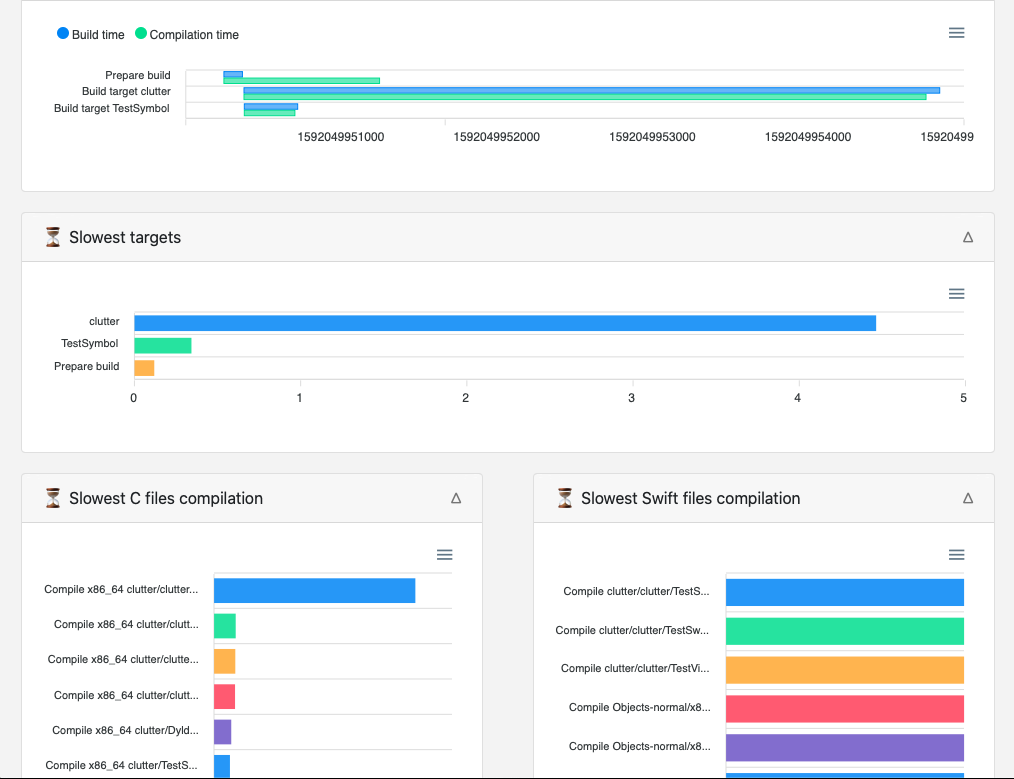 Build time Compilation time
Prepare build
Build target clutter
Build target TestSymbol
1592049951000 1592049952000 1592049953000 1592049954000 15920499
Slowest targets
clutter
TestSymbol
Prepare build
0 1 2 3 4 5
Slowest C files compilation
Compile x86_64 clutter/clutter...
Compile x86_64 clutter/clutt...
Compile x86_64 clutter/clutte...
Compile x86_64 clutter/clutt...
Compile x86_64 clutter/Dyld...
Compile x86_64 clutter/TestS...
Slowest Swift files compilation
Compile clutter/clutter/TestS...
Compile clutter/clutter/TestSw...
Compile clutter/clutter/TestVi...
Compile Objects-normal/x8...
Compile Objects-normal/x8...